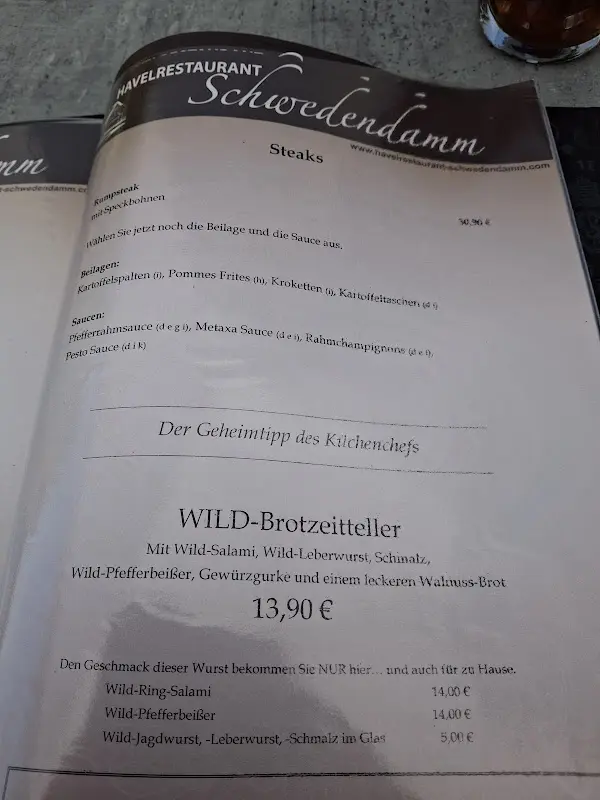 HAVELRESTAURANT
Schwedendamm
www.havelrestaurant-schwedendamm.com
Steaks
Rumpsteak
mit Speckbohnen
30,90 €
Wählen Sie jetzt noch die Beilage und die Sauce aus.
Beilagen:
Kartoffelspalten (i), Pommes Frites (h), Kroketten (i), Kartoffeltaschen (d i)
Saucen:
Pfefferrahmsauce (d e g i), Metaxa Sauce (d e i), Rahmchampignons (d e i),
Pesto Sauce (d i k)
Der Geheimtipp des Küchenchefs
WILD-Brotzeitteller
Mit Wild-Salami, Wild-Leberwurst, Schmalz,
Wild-Pfefferbeißer, Gewürzgurke und einem leckeren Walnuss-Brot
13,90 €
Den Geschmack dieser Wurst bekommen Sie NUR hier… und auch für zu Hause.
Wild-Ring-Salami 14,00 €
Wild-Pfefferbeißer 14,00 €
Wild-Jagdwurst, -Leberwurst, -Schmalz im Glas 5,00 €